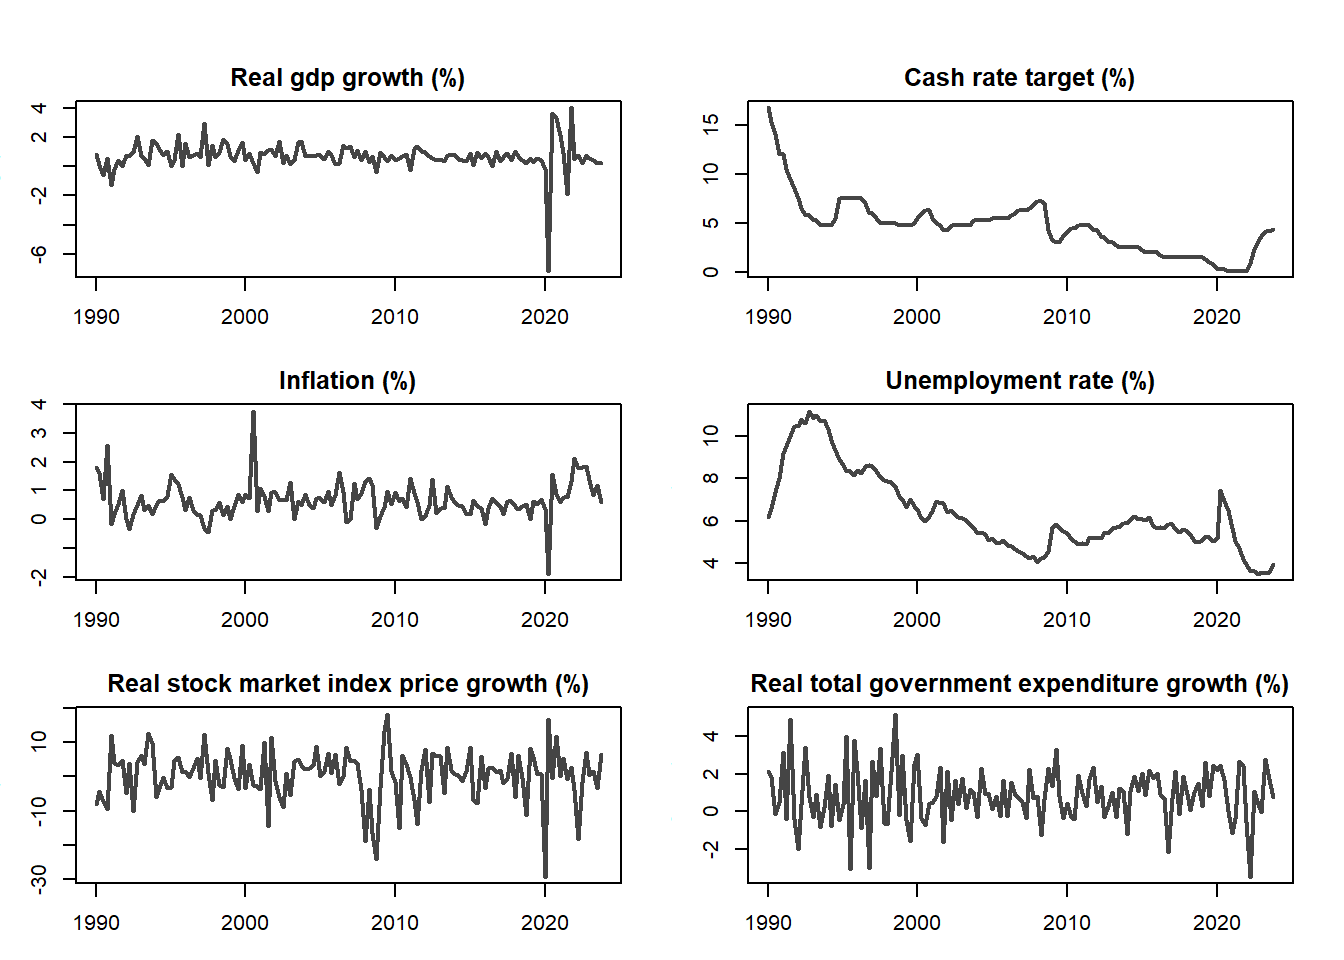 Real gdp growth (%)
4
2
-2
-6
1990 2000 2010 2020
Cash rate target (%)
15
10
5
0
1990 2000 2010 2020
Inflation (%)
4
3
2
1
0
-2
1990 2000 2010 2020
Unemployment rate (%)
10
8
6
4
1990 2000 2010 2020
Real stock market index price growth (%)
10
-10
-30
1990 2000 2010 2020
Real total government expenditure growth (%)
4
2
0
-2
1990 2000 2010 2020